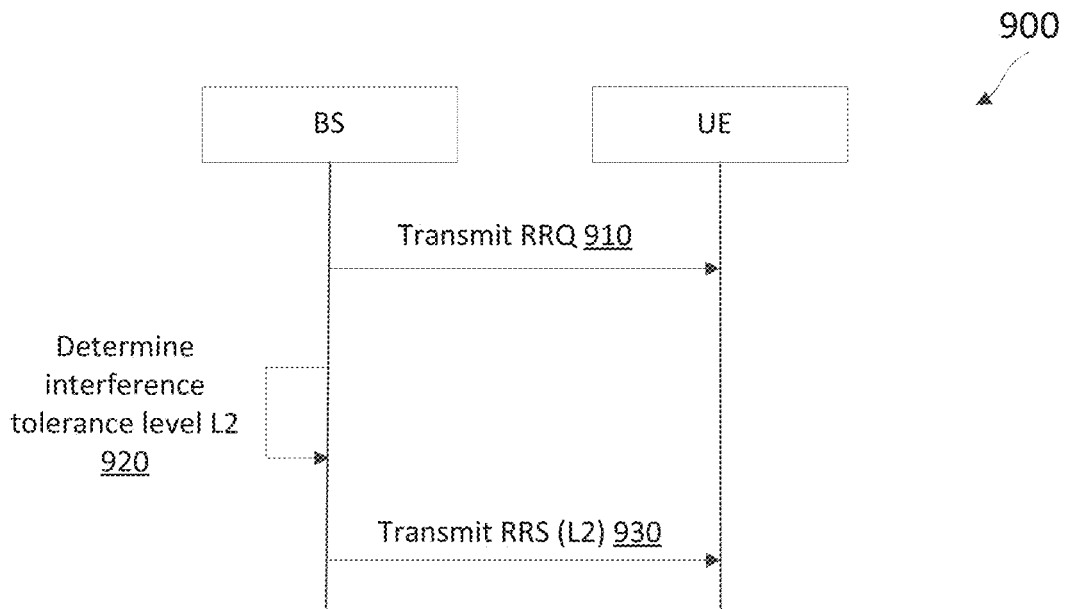 900
BS
UE
Transmit RRQ 910
Determine
interference
tolerance level L2
920
Transmit RRS (L2) 930